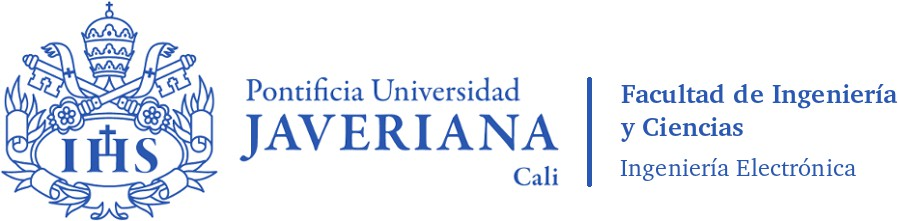 IHS
Pontificia Universidad
JAVERIANA
Cali
Facultad de Ingeniería
y Ciencias
Ingeniería Electrónica